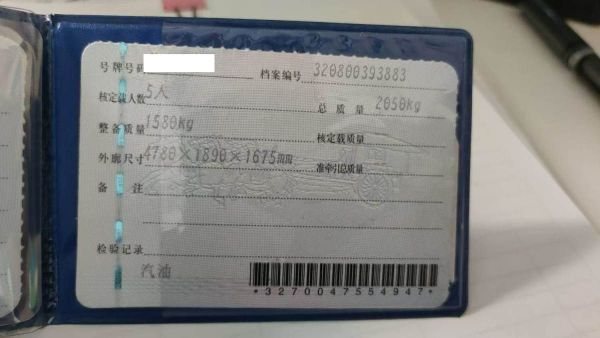 号牌号码 档案编号 320800393883
核定载人数 5人 总质量 2050kg
整备质量 1580kg 核定载质量
外廓尺寸 4780×1890×1675mm 准牵引总质量
备注
检验记录
汽油
*3270047554947*